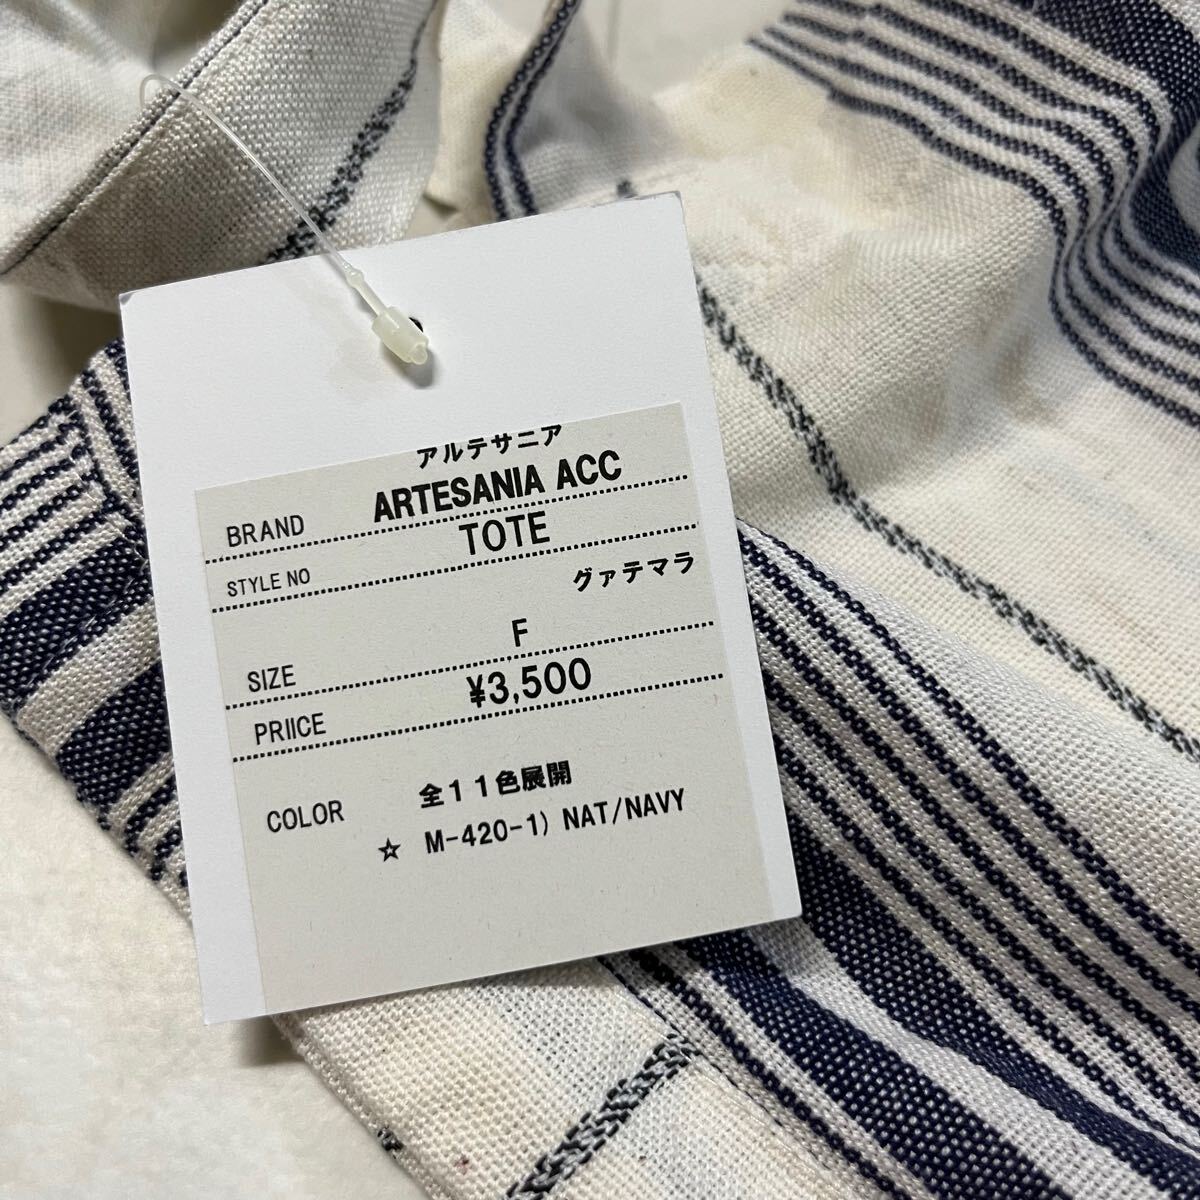 アルテサニア
BRAND ARTESANIA ACC
STYLE NO TOTE
グァテマラ
SIZE F
PRIICE ¥3,500
COLOR 全11色展開
☆ M-420-1) NAT/NAVY